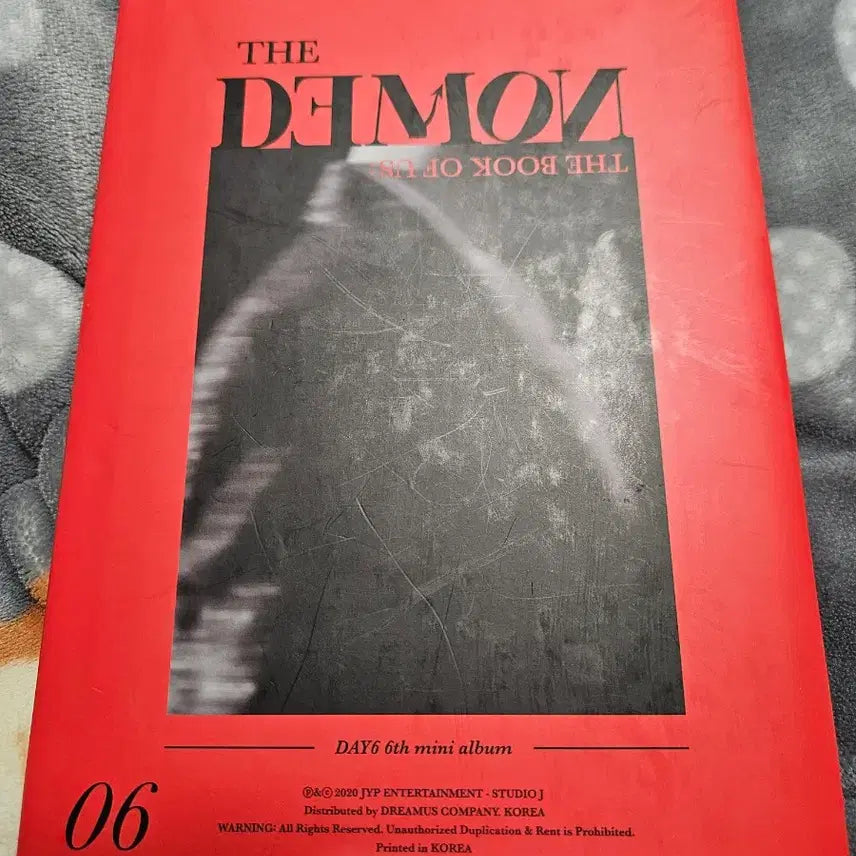 THE
DEMON
THE BOOK OF US:
DAY6 6th mini album
06
℗&© 2020 JYP ENTERTAINMENT - STUDIO J
Distributed by DREAMUS COMPANY. KOREA
WARNING: All Rights Reserved. Unauthorized Duplication & Rent is Prohibited.
Printed in KOREA